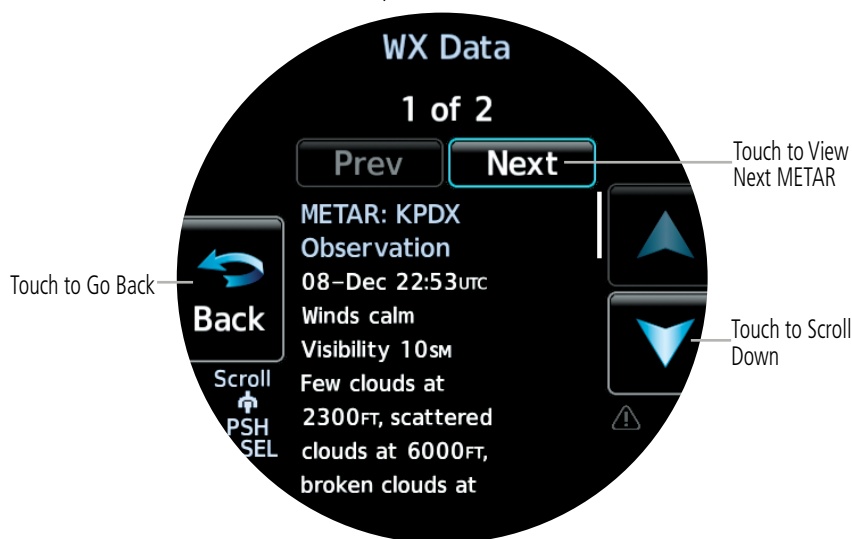 WX Data
1 of 2
Prev
Next
Touch to View
Next METAR
METAR: KPDX
Observation
08-Dec 22:53UTC
Touch to Go Back
Back
Winds calm
Visibility 10SM
Touch to Scroll
Down
Scroll
PSH
SEL
Few clouds at
2300FT, scattered
clouds at 6000FT,
broken clouds at